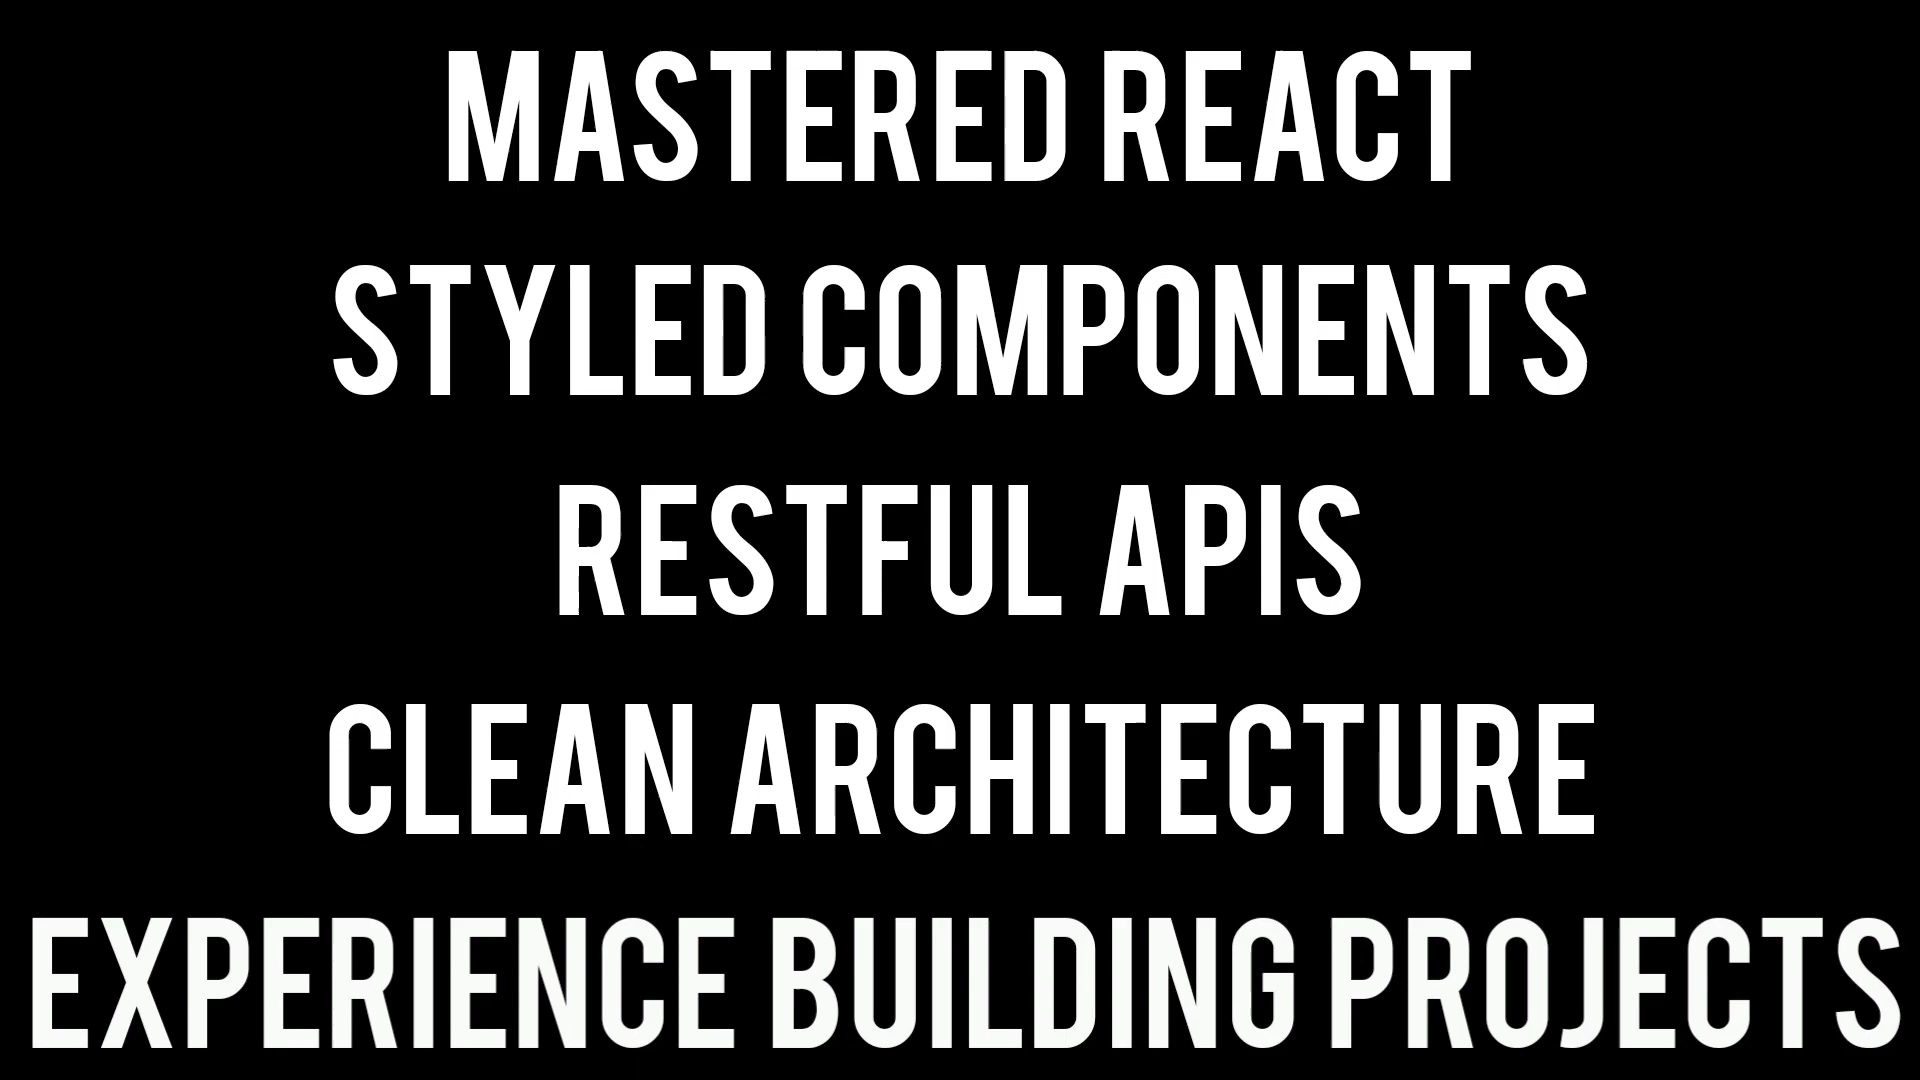 MASTERED REACT
STYLED COMPONENTS
RESTFUL APIS
CLEAN ARCHITECTURE
EXPERIENCE BUILDING PROJECTS